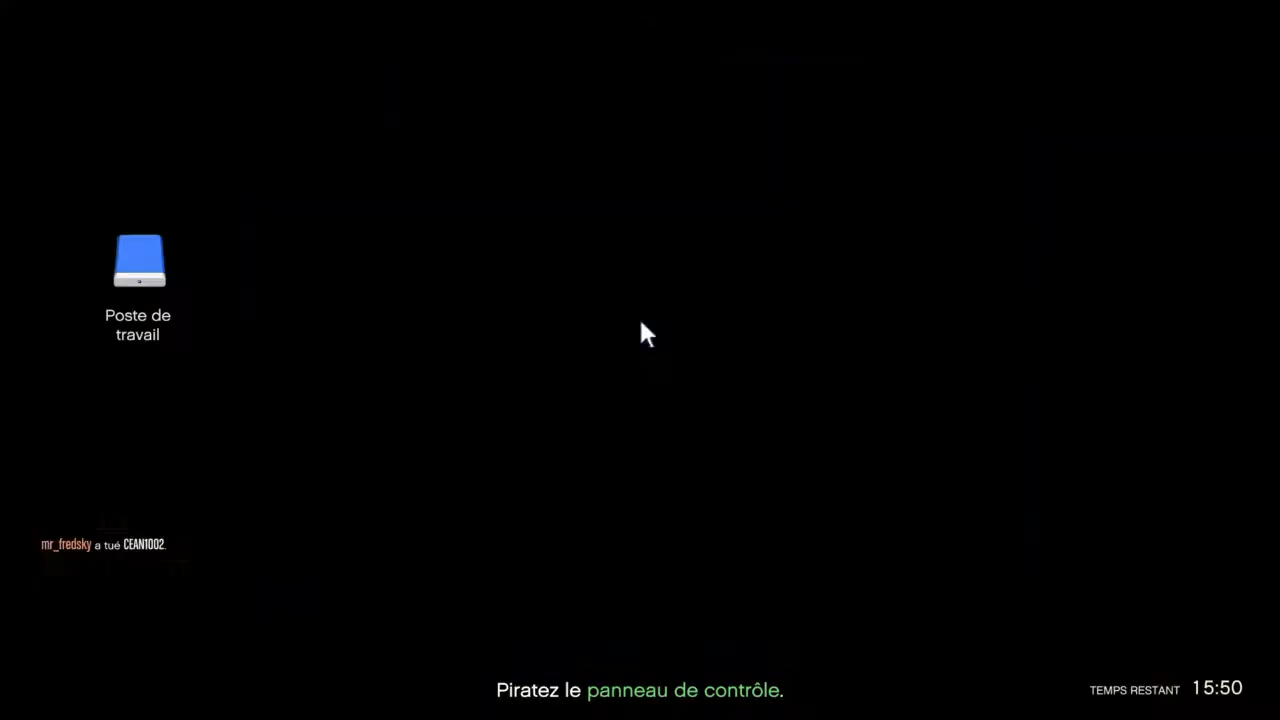 Poste de
travail
mr_fredsky a tué CEAN1002.
Piratez le panneau de contrôle.
TEMPS RESTANT 15:50